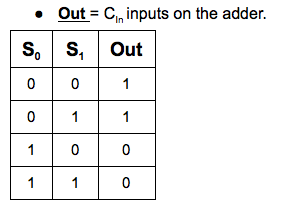 ● Out = C_In inputs on the adder.
S₀ S₁ Out
0 0 1
0 1 1
1 0 0
1 1 0